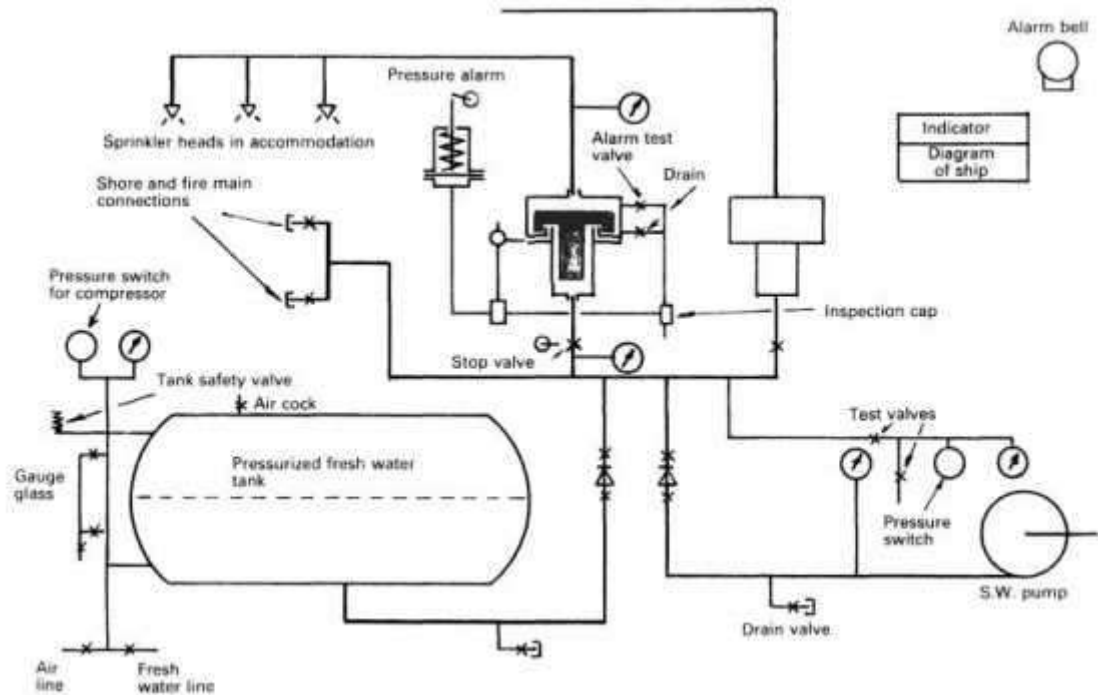 Alarm bell
Pressure alarm
Indicator
Diagram
of ship
Sprinkler heads in accommodation
Alarm test
valve
Drain
Shore and fire main
connections
Pressure switch
for compressor
Inspection cap
Stop valve
Tank safety valve
Air cock
Test valves
Pressurized fresh water
tank
Gauge
glass
Pressure
switch
S.W. pump
Drain valve
Air
line
Fresh
water line